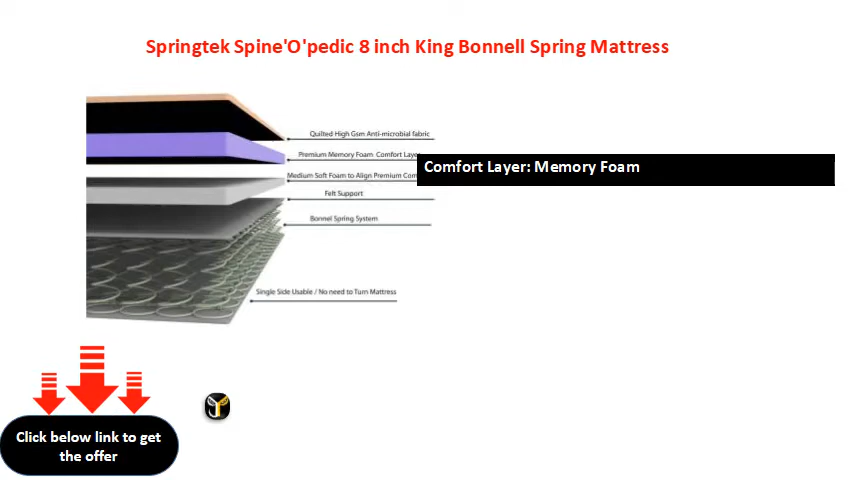 Springtek Spine'O'pedic 8 inch King Bonnell Spring Mattress
Quilted High Gsm Anti-microbial fabric
Premium Memory Foam Comfort Laye
Comfort Layer: Memory Foam
Medium Soft Foam to Align Premium Com
Felt Support
Bonnel Spring System
Single Side Usable / No need to Turn Mattress
Click below link to get
the offer